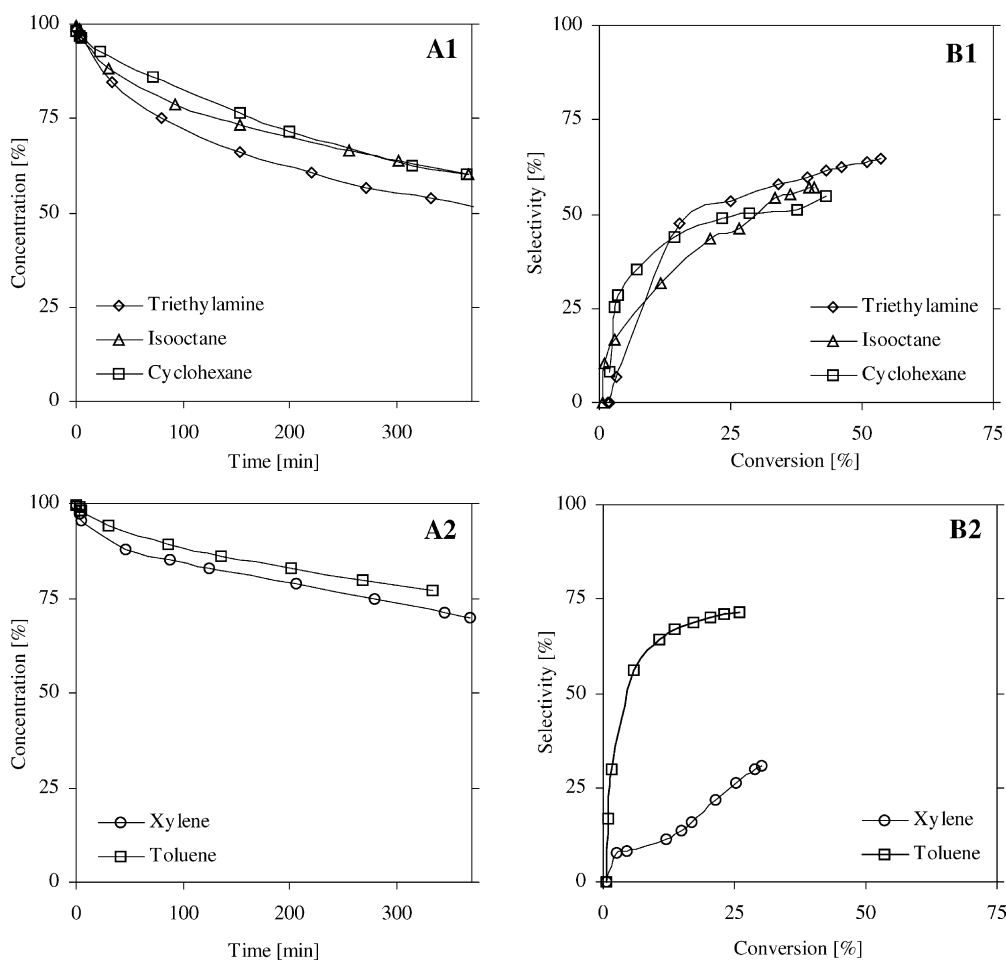 A1
100
75
50
25
0
Concentration [%]
Triethylamine
Isooctane
Cyclohexane
0
100
200
300
Time [min]
B1
100
75
50
25
0
Selectivity [%]
Triethylamine
Isooctane
Cyclohexane
0
25
50
75
Conversion [%]
A2
100
75
50
25
0
Concentration [%]
Xylene
Toluene
0
100
200
300
Time [min]
B2
100
75
50
25
0
Selectivity [%]
Xylene
Toluene
0
25
50
75
Conversion [%]